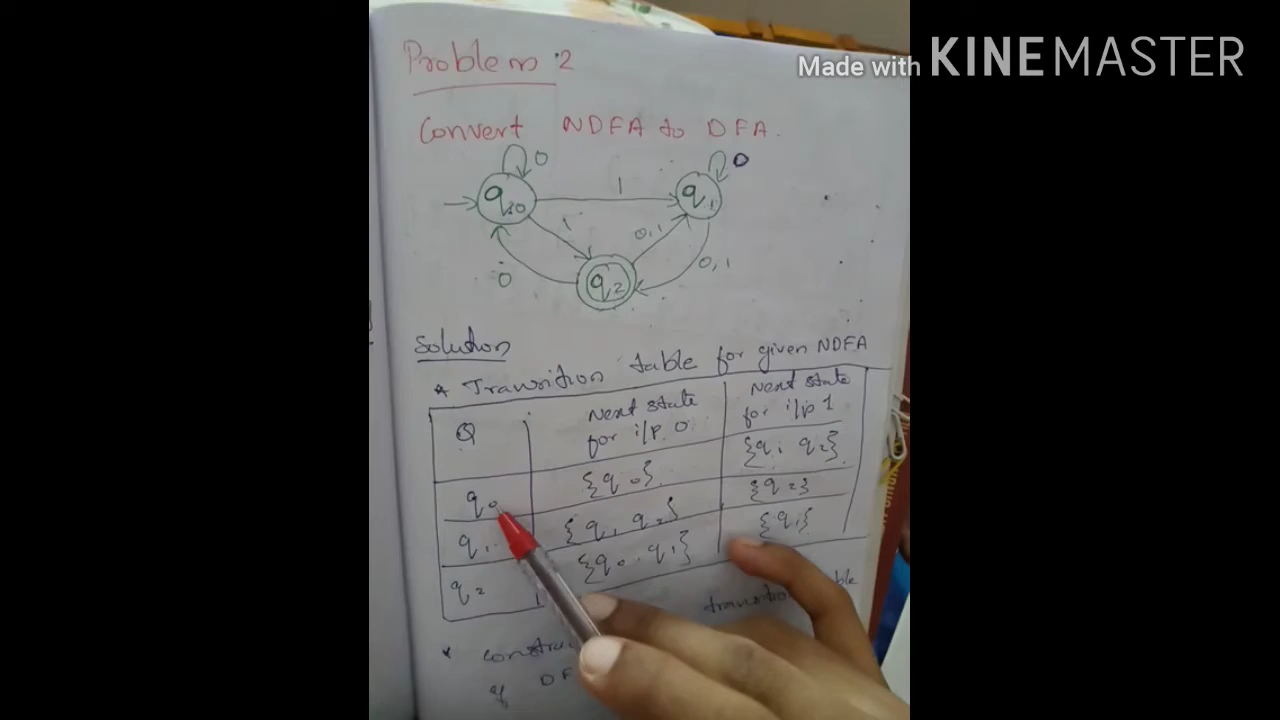 Made with KINEMASTER
Problem 2
Convert NDFA to DFA.
0
0
q0
1
q1
1
0,1
0
q2
0,1
Solution
* Transition table for given NDFA
Q
Next state for i/p 0
Next state for i/p 1
q0 {q0} {q1 q2}
q1 {q1 q2} {q2}
q2 {q0 q1} {q1}
* transition
of